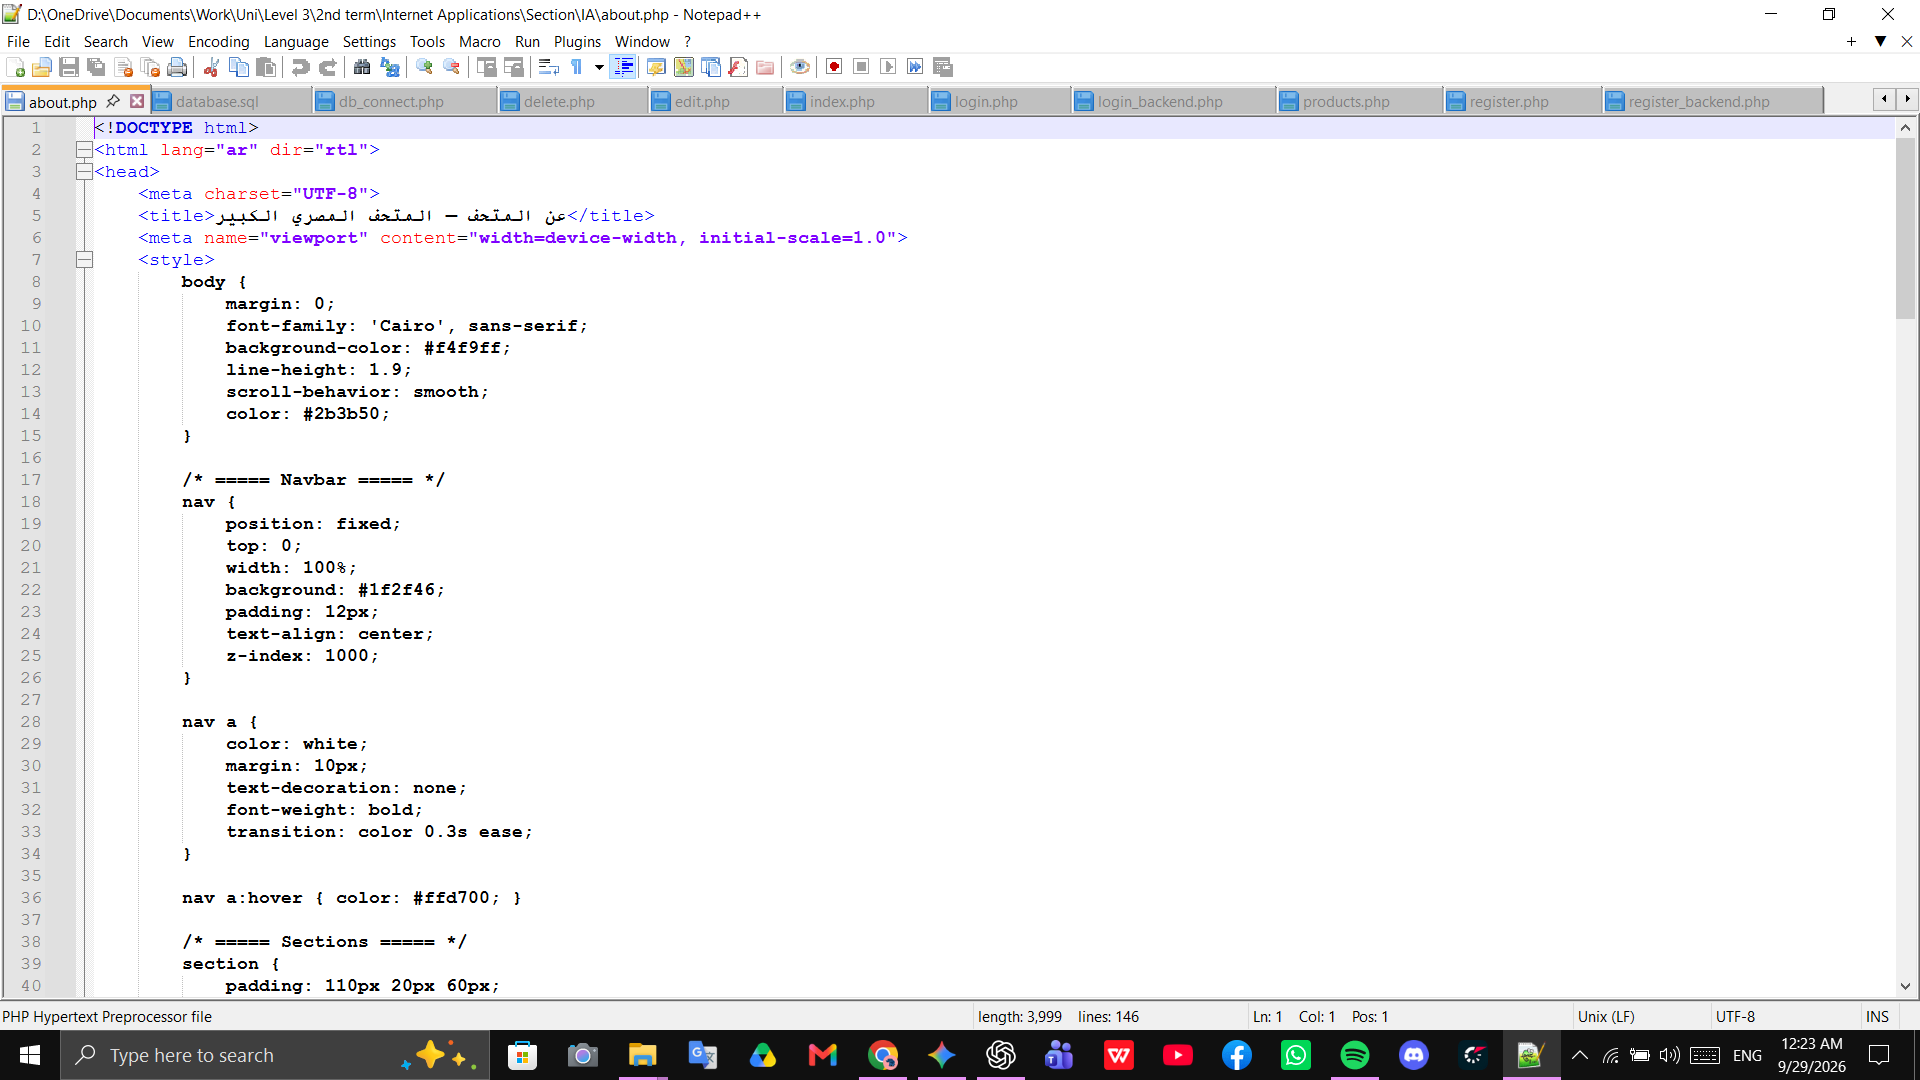 D:\OneDrive\Documents\Work\Uni\Level 3\2nd term\Internet Applications\Section\IA\about.php - Notepad++
File Edit Search View Encoding Language Settings Tools Macro Run Plugins Window ?
about.php database.sql db_connect.php delete.php edit.php index.php login.php login_backend.php products.php register.php register_backend.php
1 <!DOCTYPE html>
2 <html lang="ar" dir="rtl">
3 <head>
4 <meta charset="UTF-8">
5 <title>عن المتحف – المتحف المصري الكبير</title>
6 <meta name="viewport" content="width=device-width, initial-scale=1.0">
7 <style>
8 body {
9 margin: 0;
10 font-family: 'Cairo', sans-serif;
11 background-color: #f4f9ff;
12 line-height: 1.9;
13 scroll-behavior: smooth;
14 color: #2b3b50;
15 }
16
17 /* ===== Navbar ===== */
18 nav {
19 position: fixed;
20 top: 0;
21 width: 100%;
22 background: #1f2f46;
23 padding: 12px;
24 text-align: center;
25 z-index: 1000;
26 }
27
28 nav a {
29 color: white;
30 margin: 10px;
31 text-decoration: none;
32 font-weight: bold;
33 transition: color 0.3s ease;
34 }
35
36 nav a:hover { color: #ffd700; }
37
38 /* ===== Sections ===== */
39 section {
40 padding: 110px 20px 60px;
PHP Hypertext Preprocessor file length: 3,999 lines: 146 Ln: 1 Col: 1 Pos: 1 Unix (LF) UTF-8 INS
Type here to search ENG 12:23 AM
9/29/2026